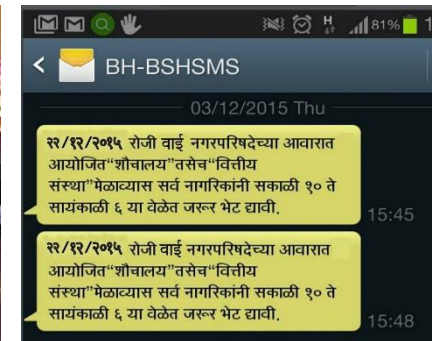 H
81%
1
< BH-BSHSMS
03/12/2015 Thu
२२/१२/२०१५ रोजी वाई नगरपरिषदेच्या आवारात
आयोजित“शौचालय”तसेच“वित्तीय
संस्था”मेळाव्यास सर्व नागरिकांनी सकाळी १० ते
सायंकाळी ६ या वेळेत जरूर भेट द्यावी.
15:45
२२/१२/२०१५ रोजी वाई नगरपरिषदेच्या आवारात
आयोजित“शौचालय”तसेच“वित्तीय
संस्था”मेळाव्यास सर्व नागरिकांनी सकाळी १० ते
सायंकाळी ६ या वेळेत जरूर भेट द्यावी.
15:48